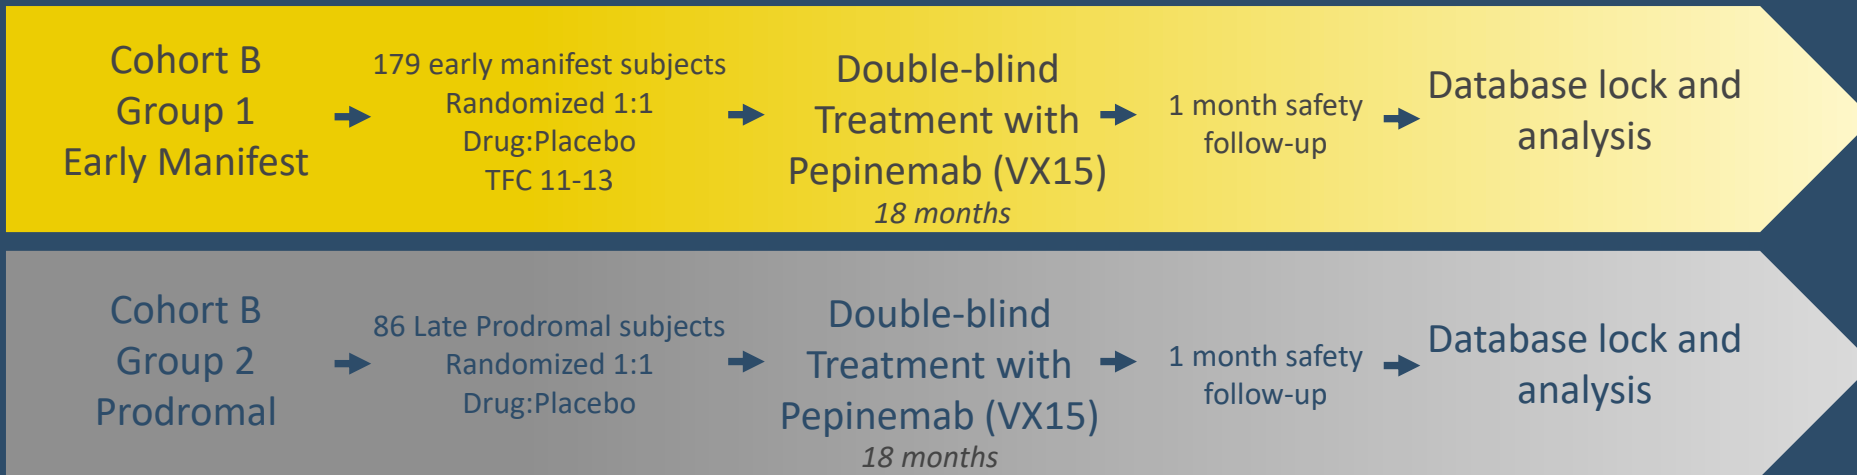 Cohort B
Group 1
Early Manifest
179 early manifest subjects
Randomized 1:1
Drug:Placebo
TFC 11-13
Double-blind
Treatment with
Pepinemab (VX15)
18 months
1 month safety
follow-up
Database lock and
analysis
Cohort B
Group 2
Prodromal
86 Late Prodromal subjects
Randomized 1:1
Drug:Placebo
Double-blind
Treatment with
Pepinemab (VX15)
18 months
1 month safety
follow-up
Database lock and
analysis